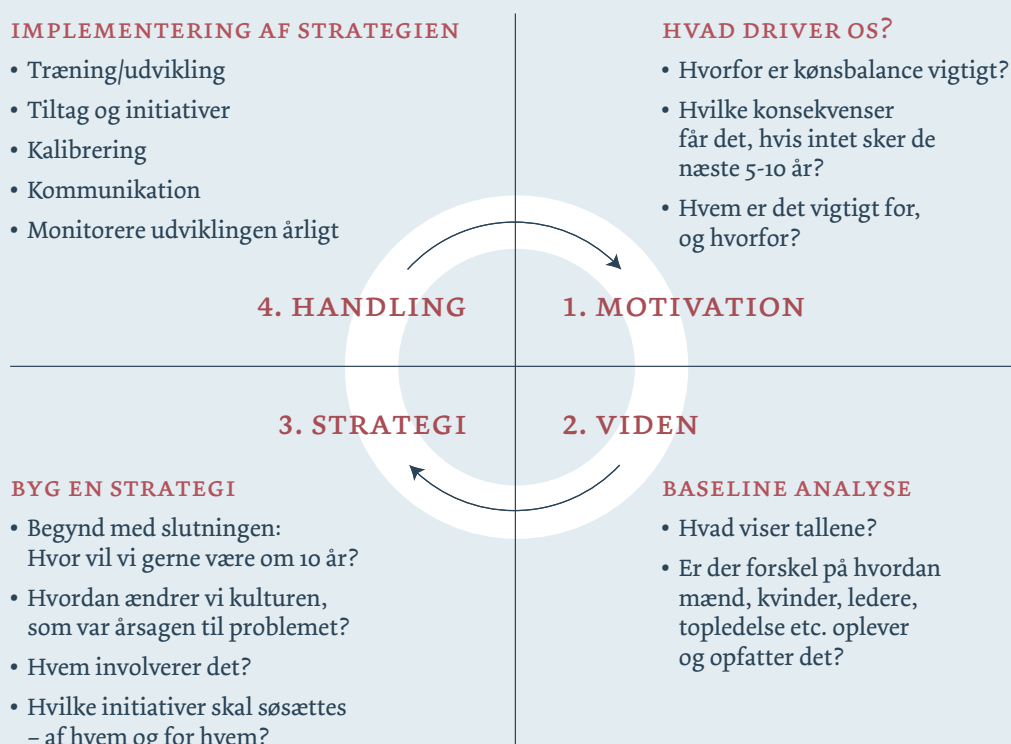 IMPLEMENTERING AF STRATEGIEN
• Træning/udvikling
• Tiltag og initiativer
• Kalibrering
• Kommunikation
• Monitorere udviklingen årligt
4. HANDLING
HVAD DRIVER OS?
• Hvorfor er kønsbalance vigtigt?
• Hvilke konsekvenser
får det, hvis intet sker de
næste 5-10 år?
• Hvem er det vigtigt for,
og hvorfor?
1. MOTIVATION
3. STRATEGI
BYG EN STRATEGI
• Begynd med slutningen:
Hvor vil vi gerne være om 10 år?
• Hvordan ændrer vi kulturen,
som var årsagen til problemet?
• Hvem involverer det?
• Hvilke initiativer skal søsættes
– af hvem og for hvem?
2. VIDEN
BASELINE ANALYSE
• Hvad viser tallene?
• Er der forskel på hvordan
mænd, kvinder, ledere,
topledelse etc. oplever
og opfatter det?